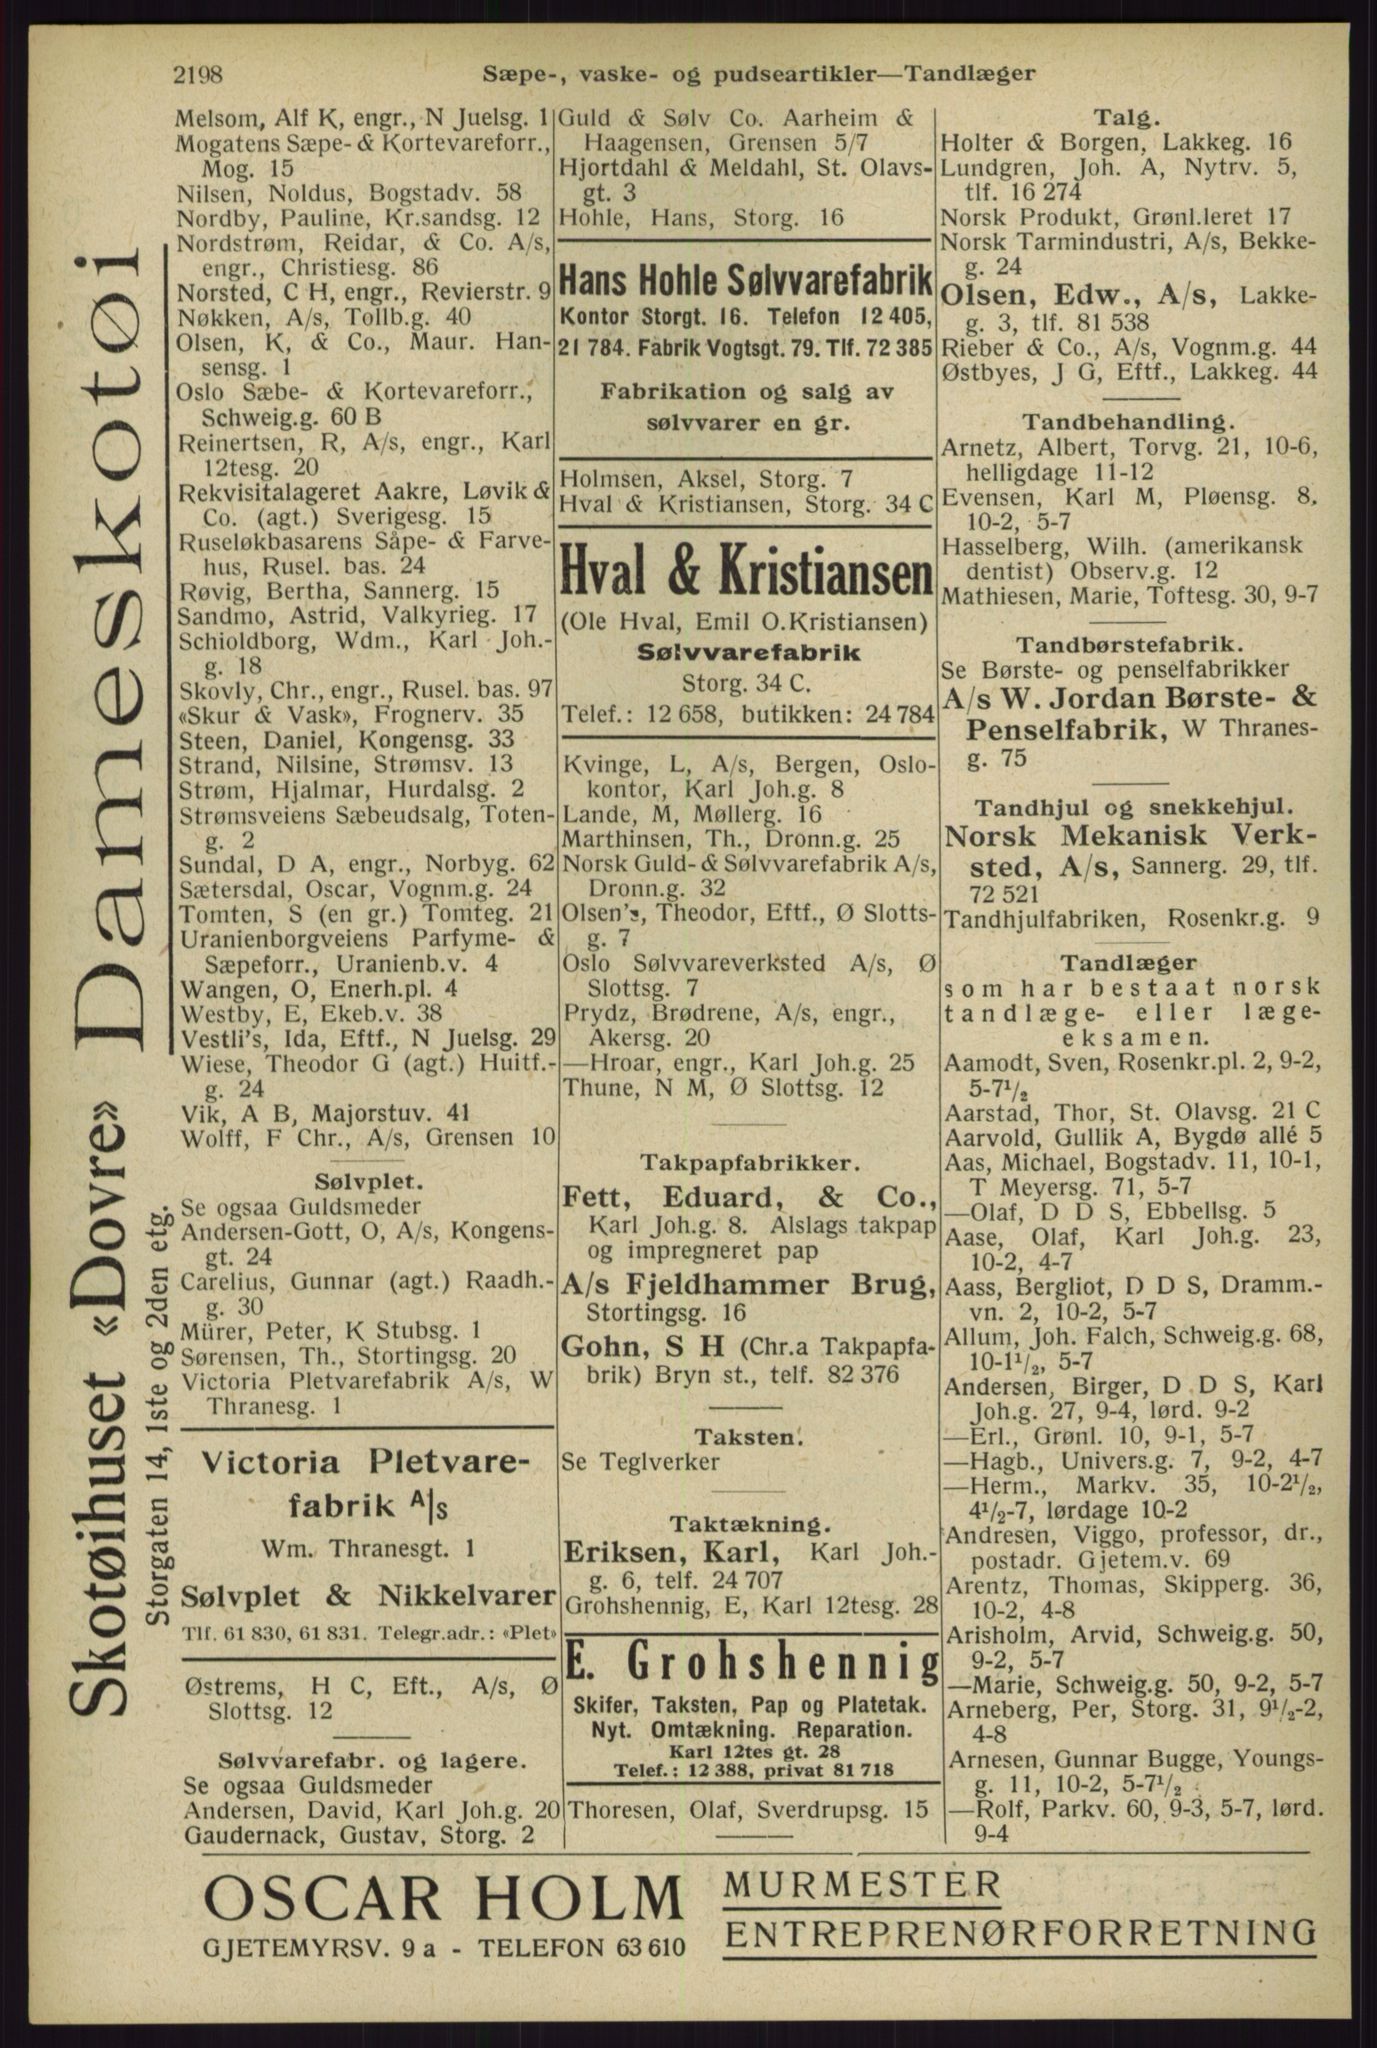 2198
Sæpe-, vaske- og pudseartikler—Tandlæger
Melsom, Alf K, engr., N Juelsg. 1
Mogatens Sæpe- & Kortevareforr.,
Mog. 15
Nilsen, Noldus, Bogstadv. 58
Nordby, Pauline, Kr.sandsg. 12
Nordstrøm, Reidar, & Co. A/s,
engr., Christiesg. 86
Norsted, C H, engr., Revierstr. 9
Nøkken, A/s, Tollb.g. 40
Olsen, K, & Co., Maur. Han-
sensg. 1
Oslo Sæbe- & Kortevareforr.,
Schweig.g. 60 B
Reinertsen, R, A/s, engr., Karl
12tesg. 20
Rekvisitalageret Aakre, Løvik &
Co. (agt.) Sverigesg. 15
Ruseløkbasarens Såpe- & Farve-
hus, Rusel. bas. 24
Røvig, Bertha, Sannerg. 15
Sandmo, Astrid, Valkyrieg. 17
Schioldborg, Wdm., Karl Joh.-
g. 18
Skovly, Chr., engr., Rusel. bas. 97
«Skur & Vask», Frognerv. 35
Steen, Daniel, Kongensg. 33
Strand, Nilsine, Strømsv. 13
Strøm, Hjalmar, Hurdalsg. 2
Strømsveiens Sæbeudsalg, Toten-
g. 2
Sundal, D A, engr., Norbyg. 62
Sætersdal, Oscar, Vognm.g. 24
Tomten, S (en gr.) Tomteg. 21
Uranienborgveiens Parfyme- &
Sæpeforr., Uranienb.v. 4
Wangen, O, Enerh.pl. 4
Westby, E, Ekeb.v. 38
Vestli's, Ida, Eftf., N Juelsg. 29
Wiese, Theodor G (agt.) Huitf.-
g. 24
Vik, A B, Majorstuv. 41
Wolff, F Chr., A/s, Grensen 10
Sølvplet.
Se ogsaa Guldsmeder
Andersen-Gott, O, A/s, Kongens-
gt. 24
Carelius, Gunnar (agt.) Raadh.-
g. 30
Mürer, Peter, K Stubsg. 1
Sørensen, Th., Stortingsg. 20
Victoria Pletvarefabrik A/s, W
Thranesg. 1
Victoria Pletvare-
fabrik A/s
Wm. Thranesgt. 1
Sølvplet & Nikkelvarer
Tlf. 61 830, 61 831. Telegr.adr.: «Plet»
Østrems, H C, Eft., A/s, Ø
Slottsg. 12
Sølvvarefabr. og lagere.
Se ogsaa Guldsmeder
Andersen, David, Karl Joh.g. 20
Gaudernack, Gustav, Storg. 2
Guld & Sølv Co. Aarheim &
Haagensen, Grensen 5/7
Hjortdahl & Meldahl, St. Olavs-
gt. 3
Hohle, Hans, Storg. 16
Hans Hohle Sølvvarefabrik
Kontor Storgt. 16. Telefon 12 405,
21 784. Fabrik Vogtsgt. 79. Tlf. 72 385
Fabrikation og salg av
sølvvarer en gr.
Holmsen, Aksel, Storg. 7
Hval & Kristiansen, Storg. 34 C
Hval & Kristiansen
(Ole Hval, Emil O. Kristiansen)
Sølvvarefabrik
Storg. 34 C.
Telef.: 12 658, butikken: 24 784
Kvinge, L, A/s, Bergen, Oslo-
kontor, Karl Joh.g. 8
Lande, M, Møllerg. 16
Marthinsen, Th., Dronn.g. 25
Norsk Guld- & Sølvvarefabrik A/s,
Dronn.g. 32
Olsen's, Theodor, Eftf., Ø Slotts-
g. 7
Oslo Sølvvareverksted A/s, Ø
Slottsg. 7
Prydz, Brødrene, A/s, engr.,
Akersg. 20
—Hroar, engr., Karl Joh.g. 25
Thune, N M, Ø Slottsg. 12
Takpapfabrikker.
Fett, Eduard, & Co.,
Karl Joh.g. 8. Alslags takpap
og impregneret pap
A/s Fjeldhammer Brug,
Stortingsg. 16
Gohn, S H (Chr.a Takpapfa-
brik) Bryn st., telf. 82 376
Taksten.
Se Teglverker
Taktækning.
Eriksen, Karl, Karl Joh.-
g. 6, telf. 24 707
Grohshennig, E, Karl 12tesg. 28
E. Grohshennig
Skifer, Taksten, Pap og Platetak.
Nyt. Omtækning. Reparation.
Karl 12tes gt. 28
Telef.: 12 388, privat 81 718
Thoresen, Olaf, Sverdrupsg. 15
Talg.
Holter & Borgen, Lakkeg. 16
Lundgren, Joh. A, Nytrv. 5,
tlf. 16 274
Norsk Produkt, Grønl.leret 17
Norsk Tarmindustri, A/s, Bekke-
g. 24
Olsen, Edw., A/s, Lakke-
g. 3, tlf. 81 538
Rieber & Co., A/s, Vognm.g. 44
Østbyes, J G, Eftf., Lakkeg. 44
Tandbehandling.
Arnetz, Albert, Torvg. 21, 10-6,
helligdage 11-12
Evensen, Karl M, Pløensg. 8.
10-2, 5-7
Hasselberg, Wilh. (amerikansk
dentist) Observ.g. 12
Mathiesen, Marie, Toftesg. 30, 9-7
Tandbørstefabrik.
Se Børste- og penselfabrikker
A/s W. Jordan Børste- &
Penselfabrik, W Thranes-
g. 75
Tandhjul og snekkehjul.
Norsk Mekanisk Verk-
sted, A/s, Sannerg. 29, tlf.
72 521
Tandhjulfabriken, Rosenkr.g. 9
Tandlæger
som har bestaat norsk
tandlæge- eller læge-
eksamen.
Aamodt, Sven, Rosenkr.pl. 2, 9-2,
5-7½
Aarstad, Thor, St. Olavsg. 21 C
Aarvold, Gullik A, Bygdø allé 5
Aas, Michael, Bogstadv. 11, 10-1,
T Meyersg. 71, 5-7
—Olaf, D D S, Ebbellsg. 5
Aase, Olaf, Karl Joh.g. 23,
10-2, 4-7
Aass, Bergliot, D D S, Dramm.-
vn. 2, 10-2, 5-7
Allum, Joh. Falch, Schweig.g. 68,
10-1½, 5-7
Andersen, Birger, D D S, Karl
Joh.g. 27, 9-4, lørd. 9-2
—Erl., Grønl. 10, 9-1, 5-7
—Hagb., Univers.g. 7, 9-2, 4-7
—Herm., Markv. 35, 10-2½,
4½-7, lørdage 10-2
Andresen, Viggo, professor, dr.,
postadr. Gjetem.v. 69
Arentz, Thomas, Skipperg. 36,
10-2, 4-8
Arisholm, Arvid, Schweig.g. 50,
9-2, 5-7
—Marie, Schweig.g. 50, 9-2, 5-7
Arneberg, Per, Storg. 31, 9½-2,
4-8
Arnesen, Gunnar Bugge, Youngs-
g. 11, 10-2, 5-7½
—Rolf, Parkv. 60, 9-3, 5-7, lørd.
9-4
Skotøihuset «Dovre» Dameskotøi
Storgaten 14, 1ste og 2den etg.
OSCAR HOLM
GJETEMYRSV. 9 a - TELEFON 63 610
MURMESTER
ENTREPRENØRFORRETNING